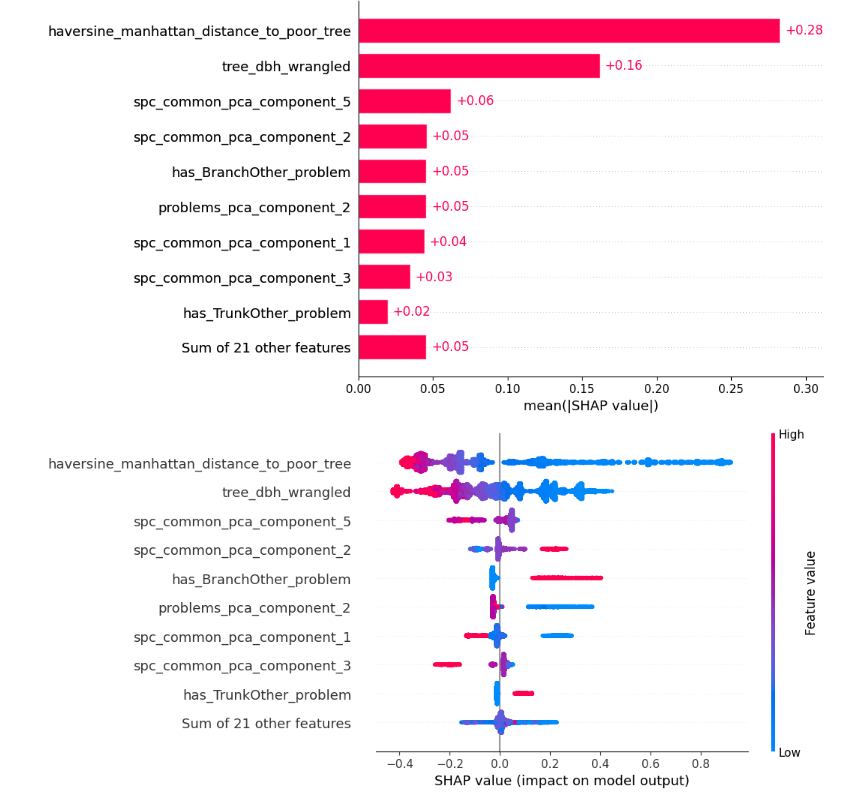 haversine_manhattan_distance_to_poor_tree +0.28
tree_dbh_wrangled +0.16
spc_common_pca_component_5 +0.06
spc_common_pca_component_2 +0.05
has_BranchOther_problem +0.05
problems_pca_component_2 +0.05
spc_common_pca_component_1 +0.04
spc_common_pca_component_3 +0.03
has_TrunkOther_problem +0.02
Sum of 21 other features +0.05
0.00 0.05 0.10 0.15 0.20 0.25 0.30
mean(|SHAP value|)
High
haversine_manhattan_distance_to_poor_tree
tree_dbh_wrangled
spc_common_pca_component_5
spc_common_pca_component_2
has_BranchOther_problem
problems_pca_component_2
spc_common_pca_component_1
spc_common_pca_component_3
has_TrunkOther_problem
Sum of 21 other features
Feature value
Low
−0.4 −0.2 0.0 0.2 0.4 0.6 0.8
SHAP value (impact on model output)